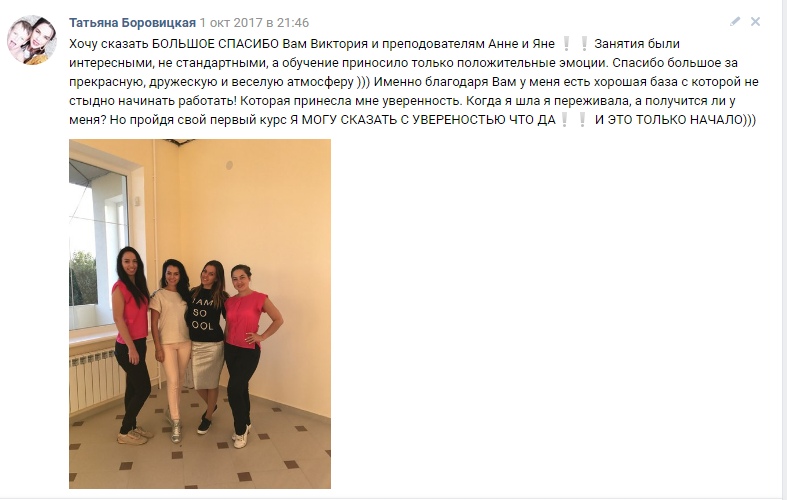 Татьяна Боровицкая 1 окт 2017 в 21:46
Хочу сказать БОЛЬШОЕ СПАСИБО Вам Виктория и преподователям Анне и Яне ❕❕ Занятия были
интересными, не стандартными, а обучение приносило только положительные эмоции. Спасибо большое за
прекрасную, дружескую и веселую атмосферу ))) Именно благодаря Вам у меня есть хорошая база с которой не
стыдно начинать работать! Которая принесла мне уверенность. Когда я шла я переживала, а получится ли у
меня? Но пройдя свой первый курс Я МОГУ СКАЗАТЬ С УВЕРЕНОСТЬЮ ЧТО ДА❕❕ И ЭТО ТОЛЬКО НАЧАЛО)))
I AM
SO
OOL